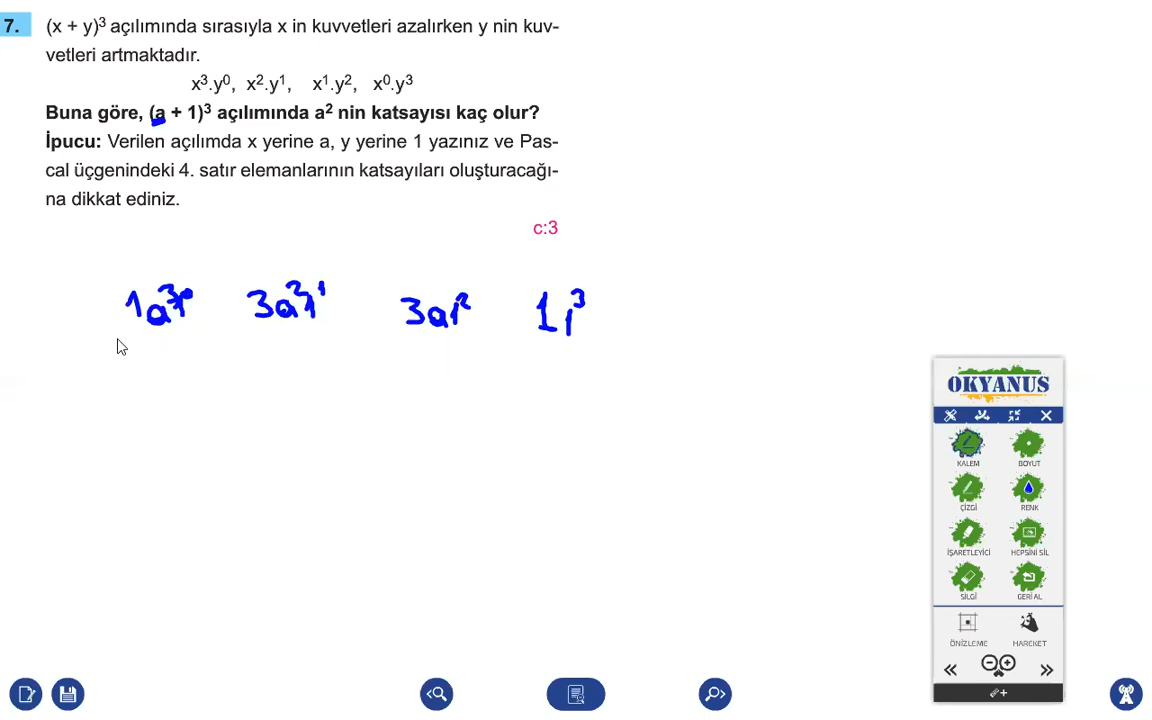 7. (x + y)³ açılımında sırasıyla x in kuvvetleri azalırken y nin kuv-
vetleri artmaktadır.
x³.y⁰, x².y¹, x¹.y², x⁰.y³
Buna göre, (a + 1)³ açılımında a² nin katsayısı kaç olur?
İpucu: Verilen açılımda x yerine a, y yerine 1 yazınız ve Pas-
cal üçgenindeki 4. satır elemanlarının katsayıları oluşturacağı-
na dikkat ediniz.
c:3
1a³1⁰ 3a²1¹ 3a1² 1 1³
OKYANUS
KALEM BOYUT
ÇİZGİ RENK
İŞARETLEYİCİ HEPSİNİ SİL
SİLGİ GERİ AL
ÖNİZLEME HAREKET